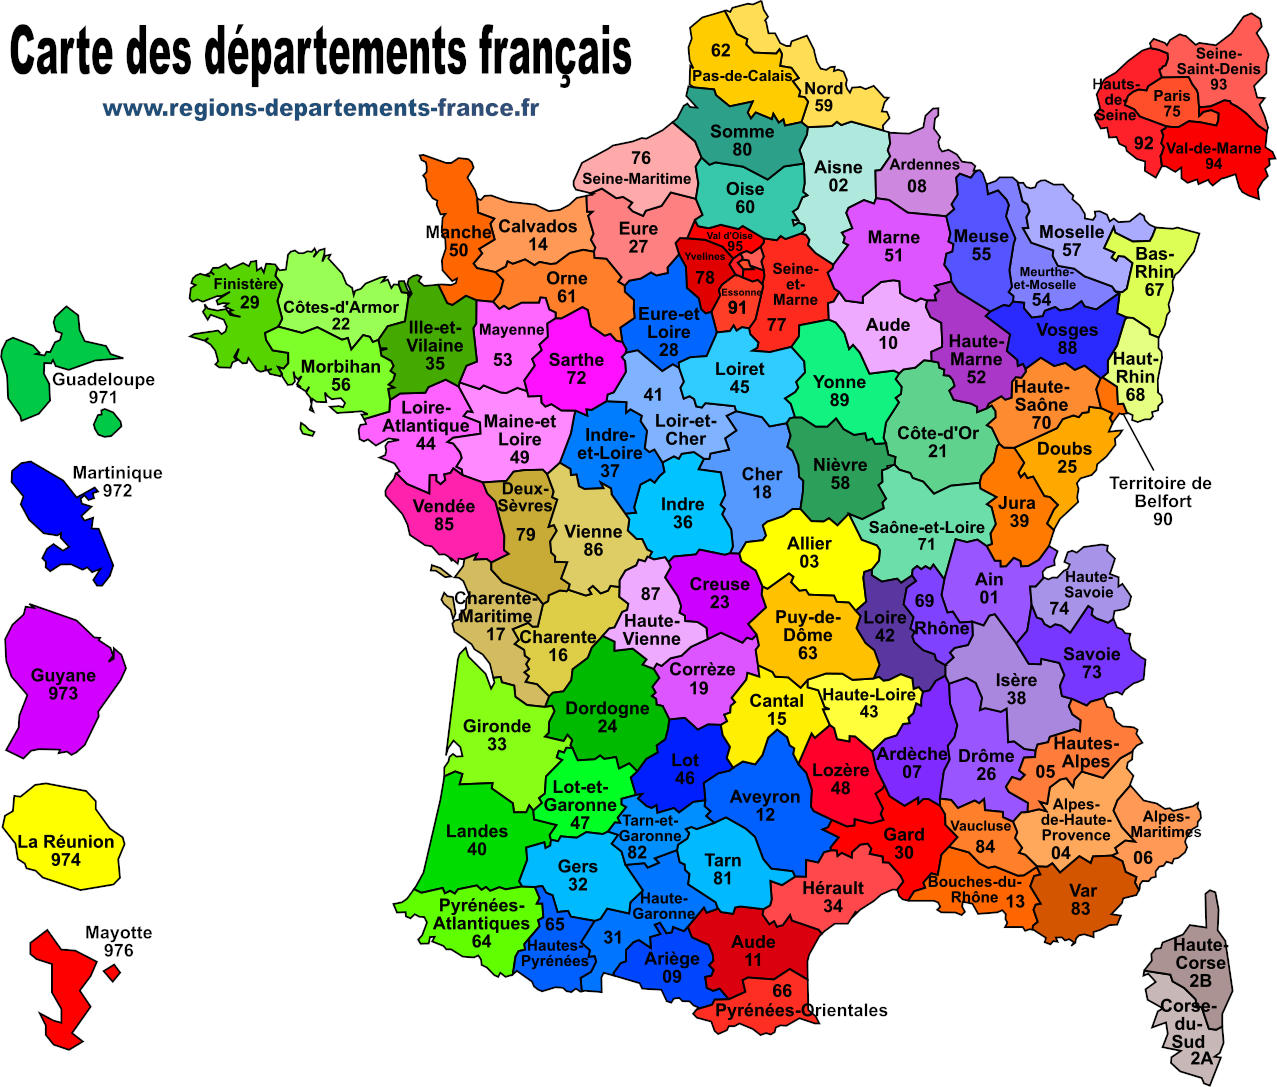 Carte des départements français
www.regions-departements-france.fr
62
Pas-de-Calais
Nord
59
Somme
80
76
Seine-Maritime
Oise
60
Aisne
02
Ardennes
08
Seine-
Saint-Denis
93
Hauts-
de-
Seine
92
Paris
75
Val-de-Marne
94
Manche
50
Calvados
14
Eure
27
Orne
61
Val d'Oise
95
Yvelines
78
Essonne
91
Seine-
et-
Marne
77
Marne
51
Meuse
55
Moselle
57
Meurthe-
et-Moselle
54
Bas-
Rhin
67
Finistère
29
Côtes-d'Armor
22
Morbihan
56
Ille-et-
Vilaine
35
Mayenne
53
Sarthe
72
Eure-et
Loire
28
Loiret
45
Aude
10
Haute-
Marne
52
Vosges
88
Haut-
Rhin
68
Guadeloupe
971
Loire-
Atlantique
44
Maine-et
Loire
49
41
Loir-et-
Cher
Indre-
et-Loire
37
Yonne
89
Côte-d'Or
21
Haute-
Saône
70
Doubs
25
Territoire de
Belfort
90
Martinique
972
Vendée
85
Deux-
Sèvres
79
Vienne
86
Indre
36
Cher
18
Nièvre
58
Saône-et-Loire
71
Jura
39
Allier
03
Creuse
23
87
Haute-
Vienne
Charente-
Maritime
17
Charente
16
Puy-de-
Dôme
63
Loire
42
69
Rhône
Ain
01
Haute-
Savoie
74
Savoie
73
Isère
38
Guyane
973
Gironde
33
Dordogne
24
Corrèze
19
Cantal
15
Haute-Loire
43
Ardèche
07
Drôme
26
Hautes-
Alpes
05
Lot
46
Lozère
48
Aveyron
12
Lot-et-
Garonne
47
Tarn-et-
Garonne
82
Landes
40
Gers
32
Tarn
81
Gard
30
Vaucluse
84
Alpes-
de-Haute-
Provence
04
Alpes-
Maritimes
06
La Réunion
974
Pyrénées-
Atlantiques
64
65
Hautes-
Pyrénées
Haute-
Garonne
31
Ariège
09
Hérault
34
Bouches-du-
Rhône 13
Var
83
Aude
11
66
Pyrénées-Orientales
Mayotte
976
Haute-
Corse
2B
Corse-
du-
Sud
2A